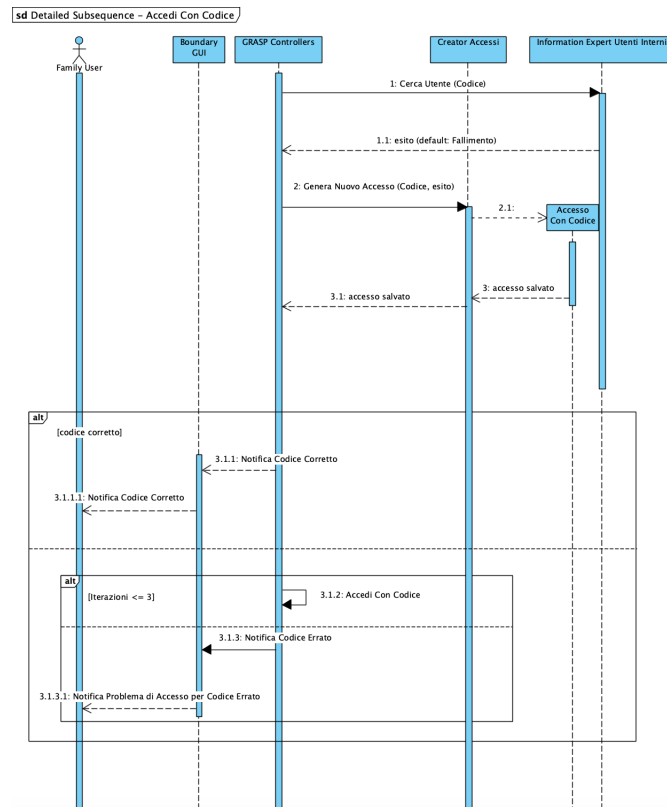 sd Detailed Subsequence - Accedi Con Codice
Family User
Boundary
GUI
GRASP Controllers
Creator Accessi
Information Expert Utenti Interni
1: Cerca Utente (Codice)
1.1: esito (default: Fallimento)
2: Genera Nuovo Accesso (Codice, esito)
2.1:
Accesso
Con Codice
3: accesso salvato
3.1: accesso salvato
alt
[codice corretto]
3.1.1: Notifica Codice Corretto
3.1.1.1: Notifica Codice Corretto
alt
[Iterazioni <= 3]
3.1.2: Accedi Con Codice
3.1.3: Notifica Codice Errato
3.1.3.1: Notifica Problema di Accesso per Codice Errato